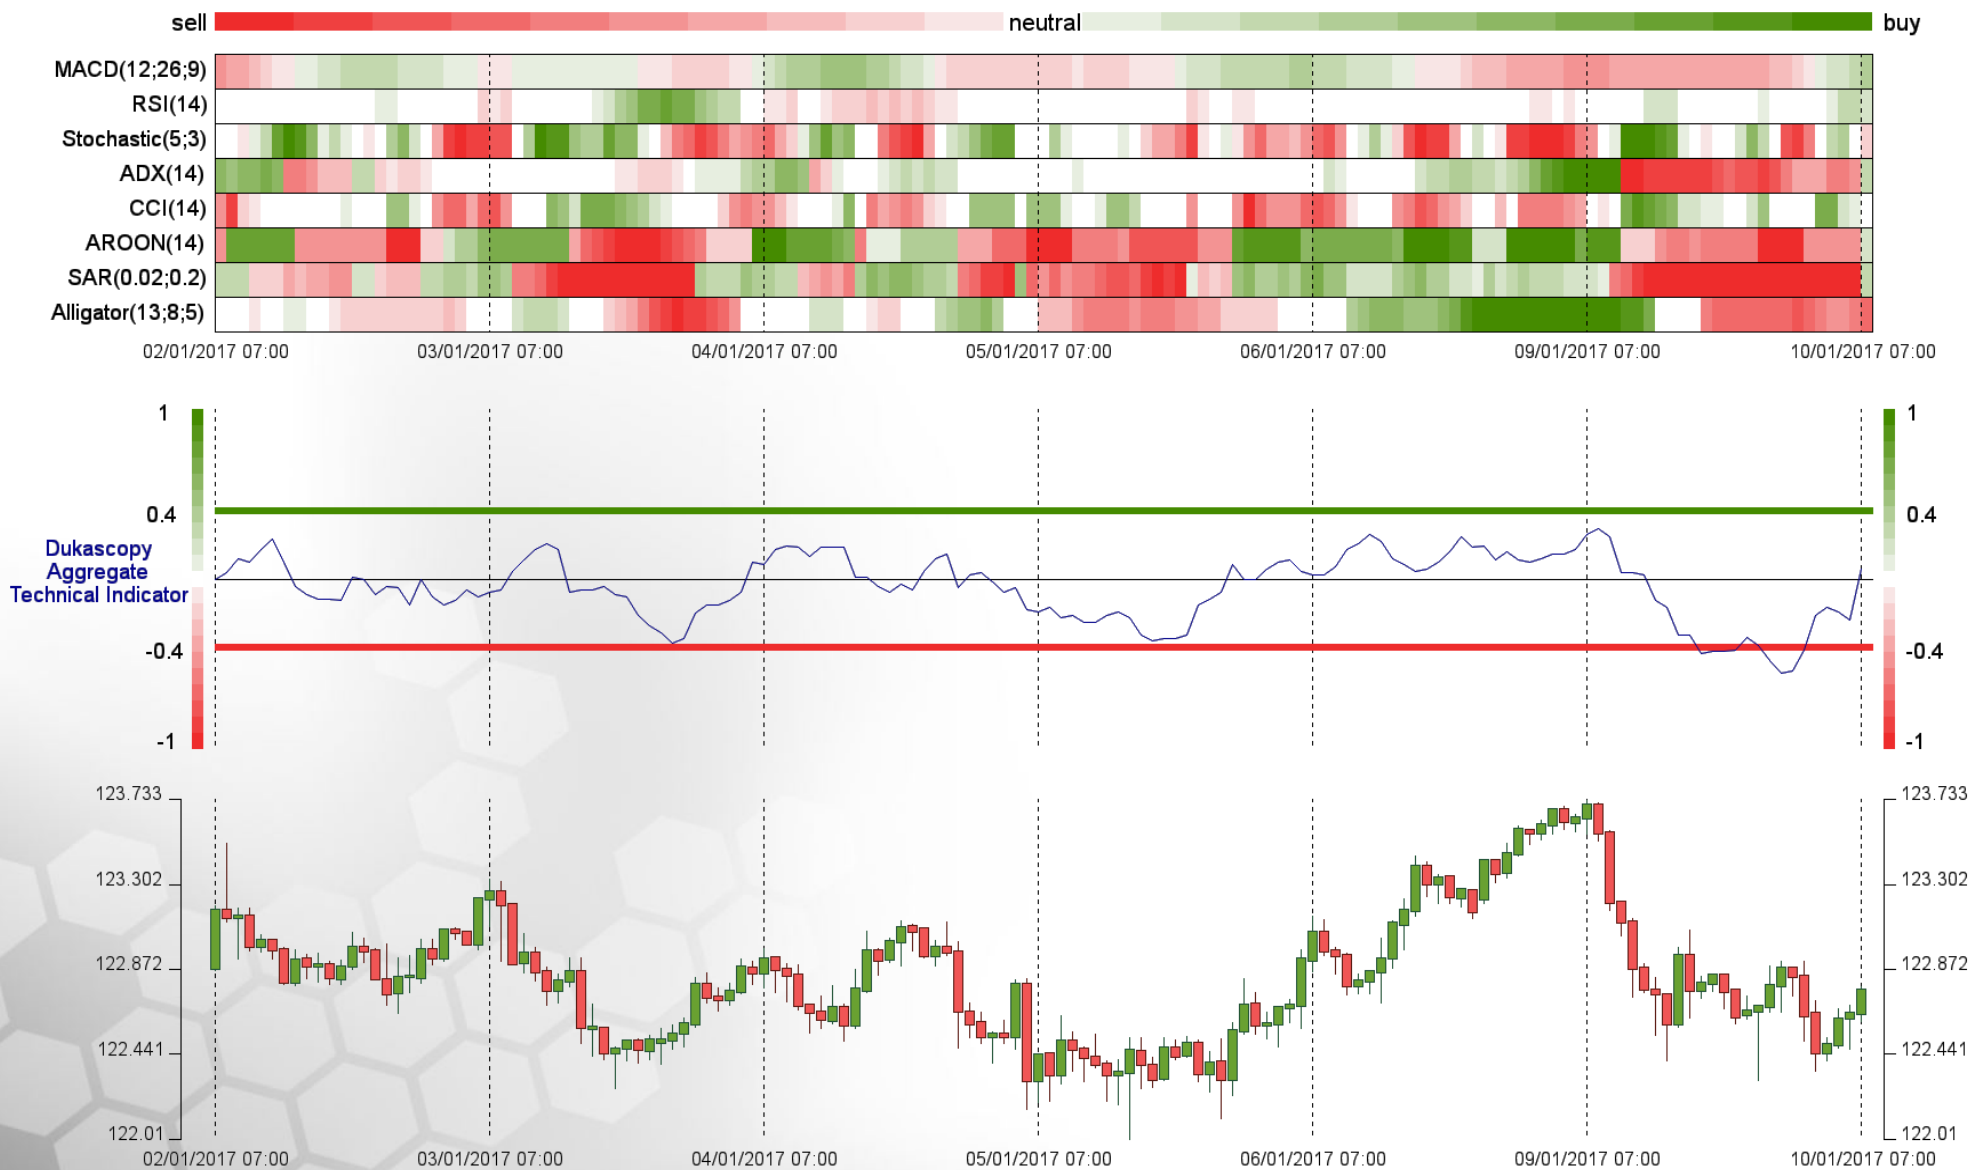 sell neutral buy
MACD(12;26;9)
RSI(14)
Stochastic(5;3)
ADX(14)
CCI(14)
AROON(14)
SAR(0.02;0.2)
Alligator(13;8;5)
02/01/2017 07:00 03/01/2017 07:00 04/01/2017 07:00 05/01/2017 07:00 06/01/2017 07:00 09/01/2017 07:00 10/01/2017 07:00
1 1
0.4 0.4
Dukascopy
Aggregate
Technical Indicator
-0.4 -0.4
-1 -1
123.733 123.733
123.302 123.302
122.872 122.872
122.441 122.441
122.01 122.01
02/01/2017 07:00 03/01/2017 07:00 04/01/2017 07:00 05/01/2017 07:00 06/01/2017 07:00 09/01/2017 07:00 10/01/2017 07:00